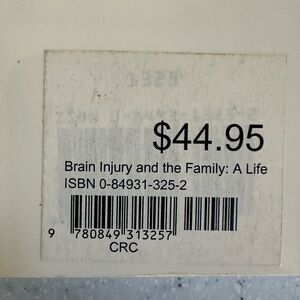 $44.95
Brain Injury and the Family: A Life
ISBN 0-84931-325-2
9 780849 313257
CRC